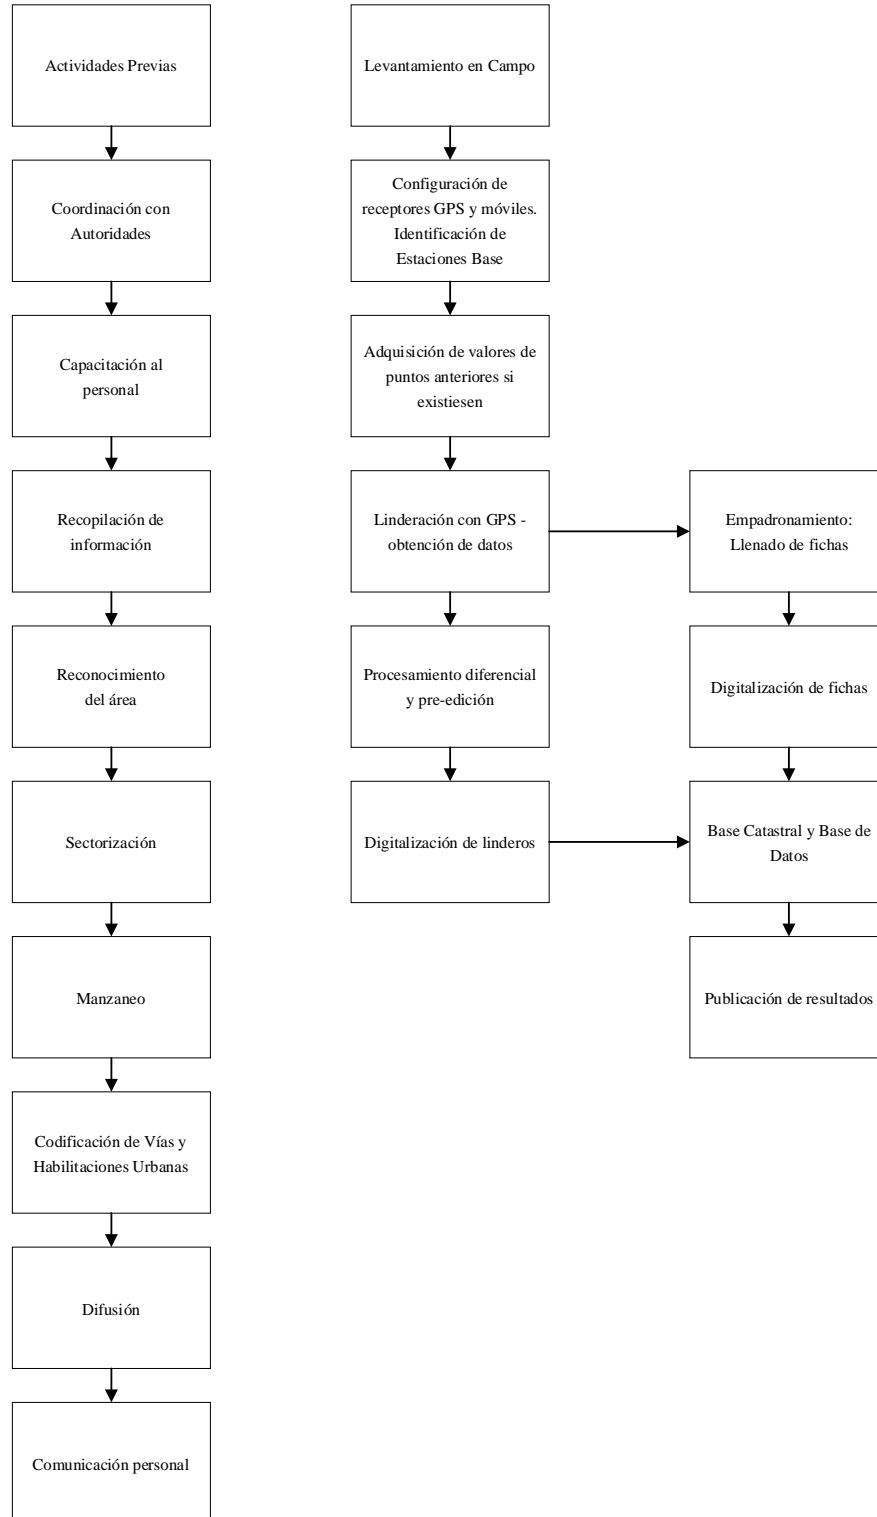 Actividades Previas
Coordinación con
Autoridades
Capacitación al
personal
Recopilación de
información
Reconocimiento
del área
Sectorización
Manzaneo
Codificación de Vías y
Habilitaciones Urbanas
Difusión
Comunicación personal
Levantamiento en Campo
Configuración de
receptores GPS y móviles.
Identificación de
Estaciones Base
Adquisición de valores de
puntos anteriores si
existiesen
Linderación con GPS -
obtención de datos
Procesamiento diferencial
y pre-edición
Digitalización de linderos
Empadronamiento:
Llenado de fichas
Digitalización de fichas
Base Catastral y Base de
Datos
Publicación de resultados